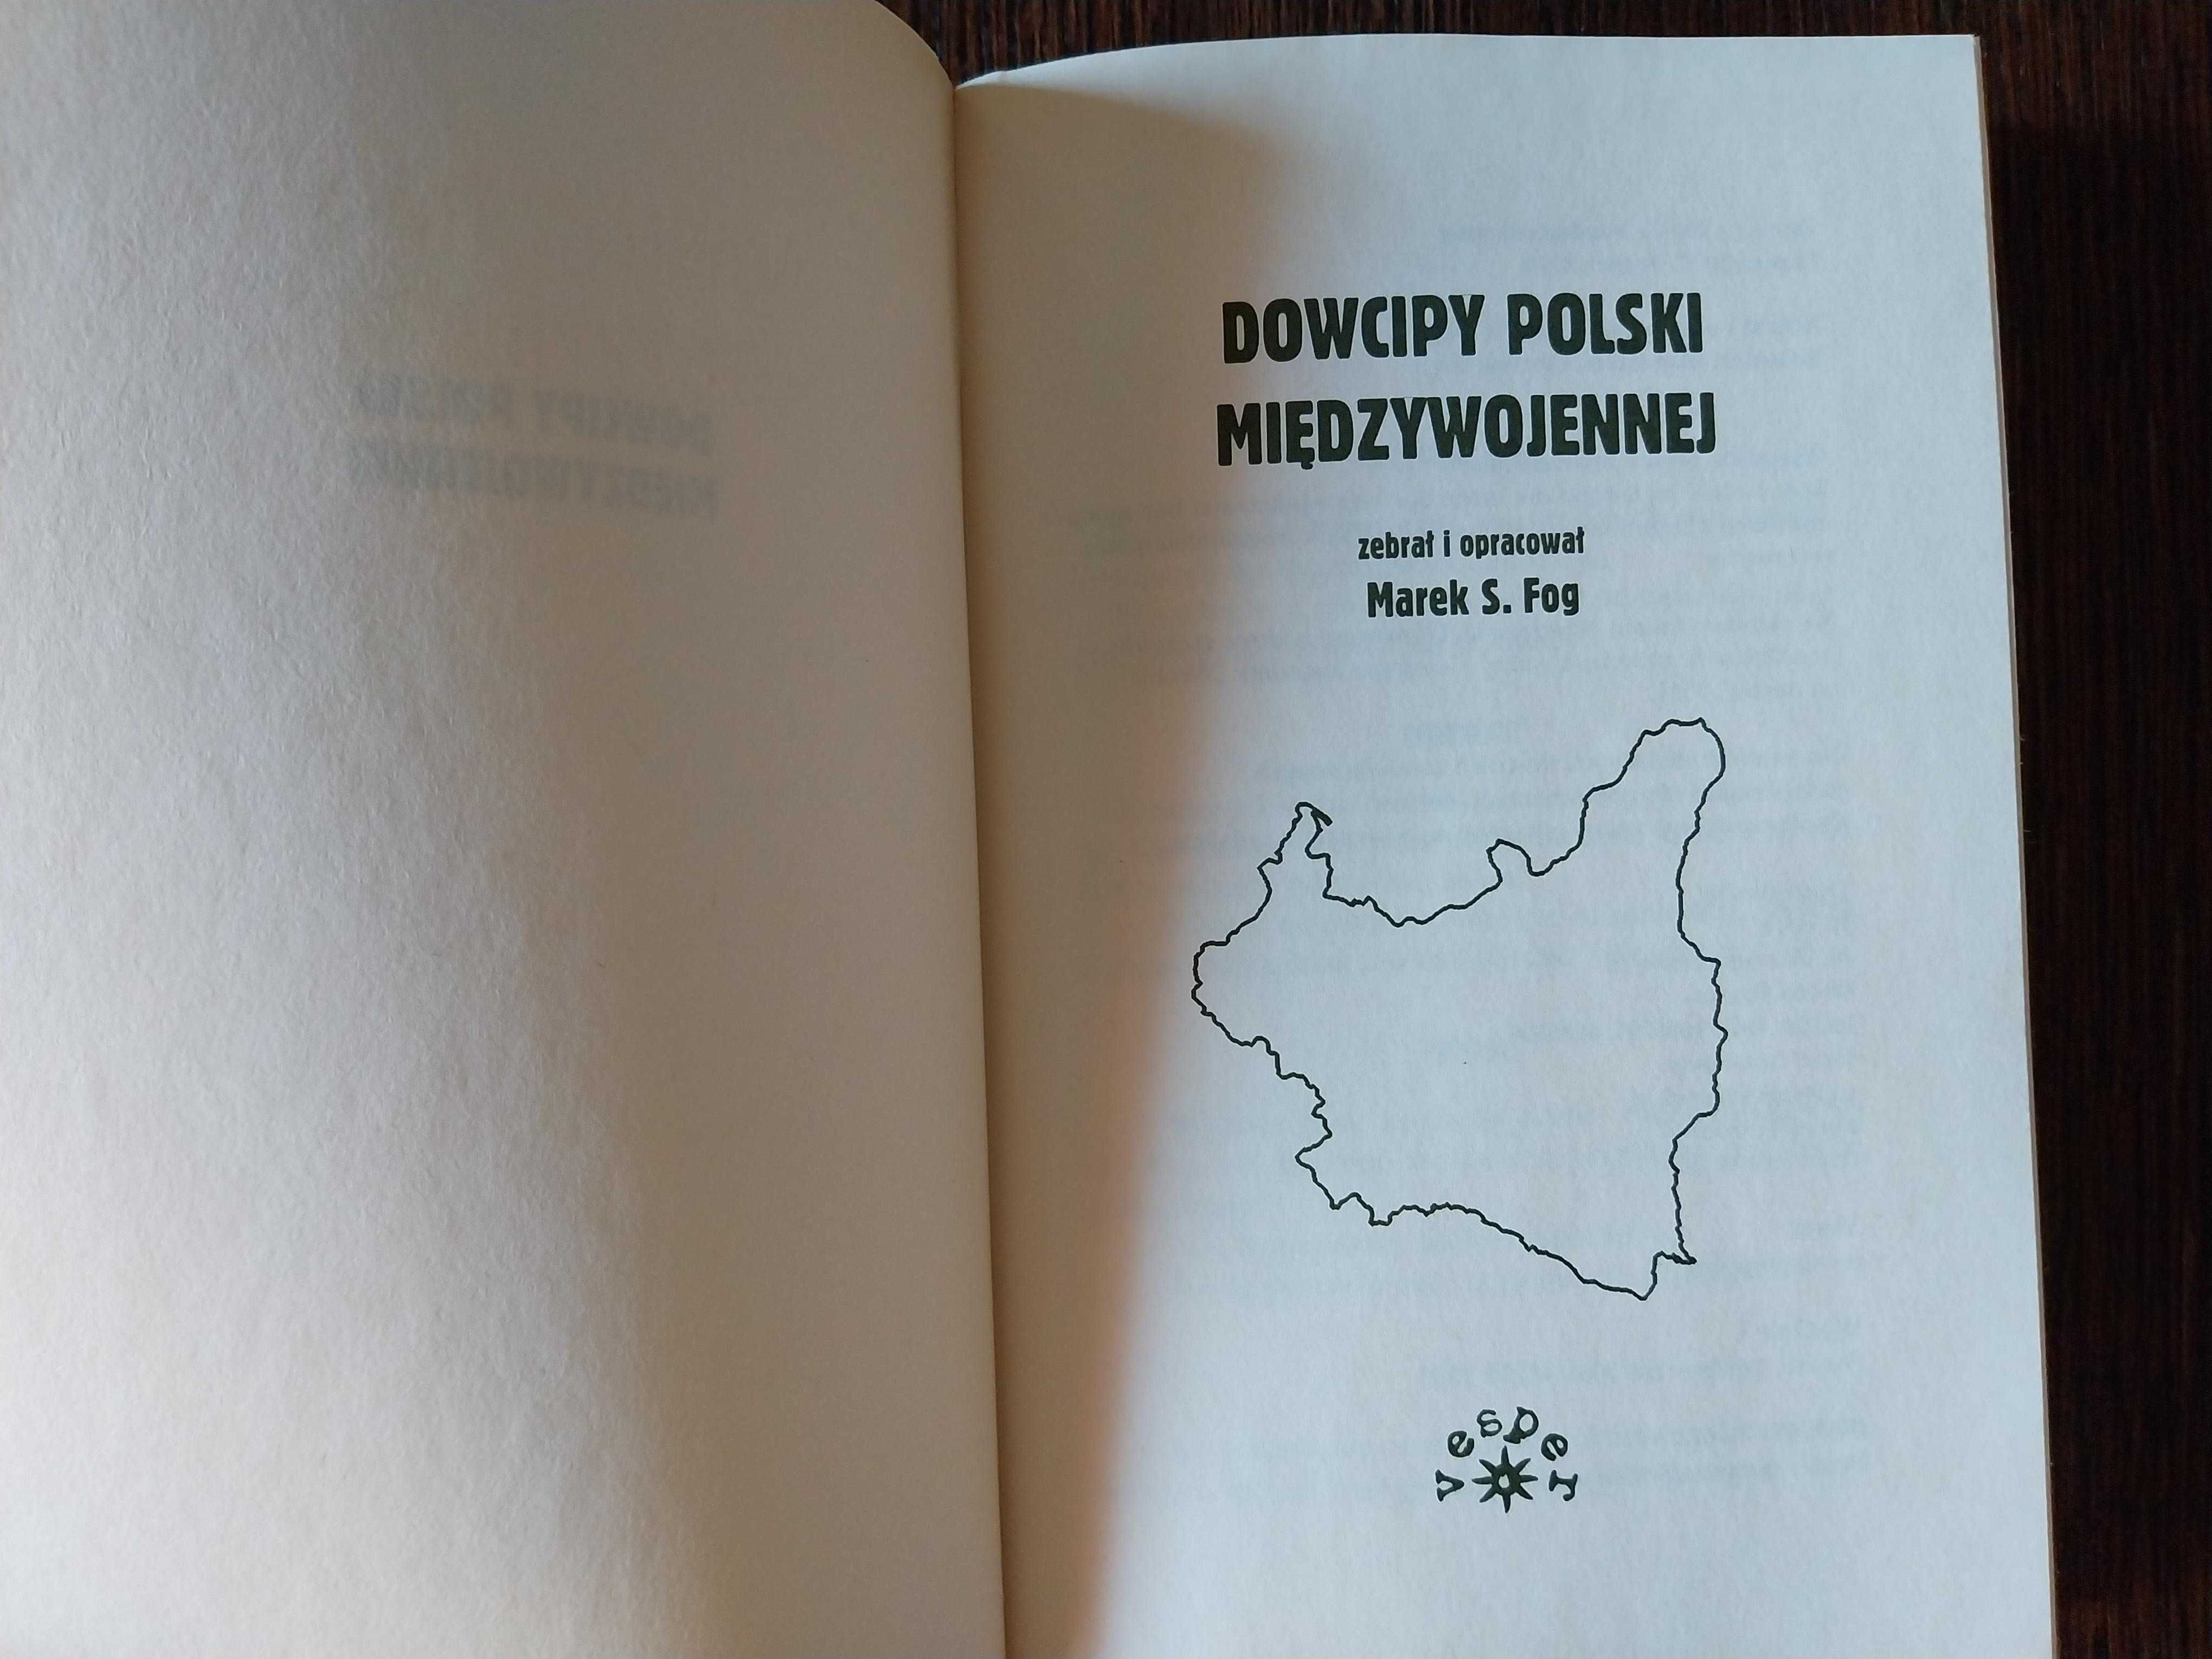 DOWCIPY POLSKI
MIĘDZYWOJENNEJ
zebrał i opracował
Marek S. Fog
vesper